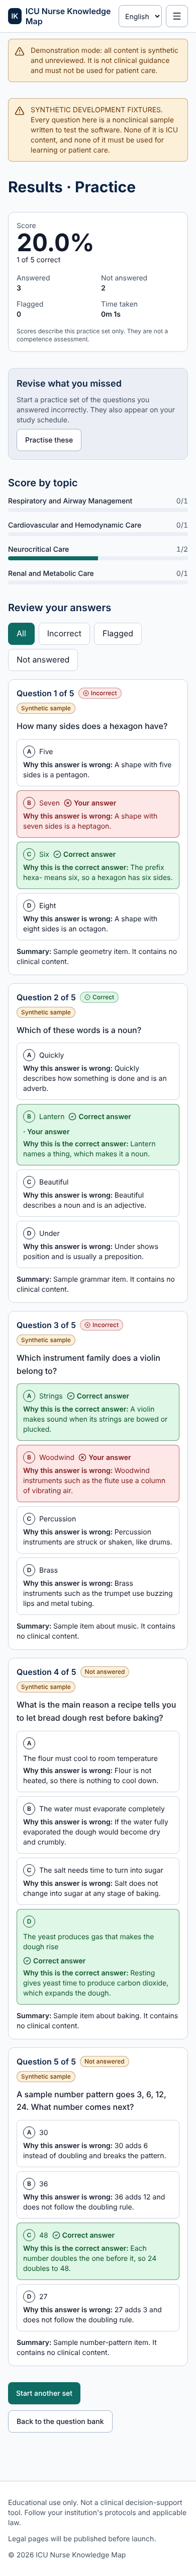 IK
ICU Nurse Knowledge
Map
English
Demonstration mode: all content is synthetic
and unreviewed. It is not clinical guidance
and must not be used for patient care.
SYNTHETIC DEVELOPMENT FIXTURES.
Every question here is a nonclinical sample
written to test the software. None of it is ICU
content, and none of it must be used for
learning or patient care.
Results · Practice
Score
20.0%
1 of 5 correct
Answered
3
Not answered
2
Flagged
0
Time taken
0m 1s
Scores describe this practice set only. They are not a
competence assessment.
Revise what you missed
Start a practice set of the questions you
answered incorrectly. They also appear on your
study schedule.
Practise these
Score by topic
Respiratory and Airway Management 0/1
Cardiovascular and Hemodynamic Care 0/1
Neurocritical Care 1/2
Renal and Metabolic Care 0/1
Review your answers
All
Incorrect
Flagged
Not answered
Question 1 of 5 Incorrect
Synthetic sample
How many sides does a hexagon have?
A Five
Why this answer is wrong: A shape with five
sides is a pentagon.
B Seven Your answer
Why this answer is wrong: A shape with
seven sides is a heptagon.
C Six Correct answer
Why this is the correct answer: The prefix
hexa- means six, so a hexagon has six sides.
D Eight
Why this answer is wrong: A shape with
eight sides is an octagon.
Summary: Sample geometry item. It contains no
clinical content.
Question 2 of 5 Correct
Synthetic sample
Which of these words is a noun?
A Quickly
Why this answer is wrong: Quickly
describes how something is done and is an
adverb.
B Lantern Correct answer
· Your answer
Why this is the correct answer: Lantern
names a thing, which makes it a noun.
C Beautiful
Why this answer is wrong: Beautiful
describes a noun and is an adjective.
D Under
Why this answer is wrong: Under shows
position and is usually a preposition.
Summary: Sample grammar item. It contains no
clinical content.
Question 3 of 5 Incorrect
Synthetic sample
Which instrument family does a violin
belong to?
A Strings Correct answer
Why this is the correct answer: A violin
makes sound when its strings are bowed or
plucked.
B Woodwind Your answer
Why this answer is wrong: Woodwind
instruments such as the flute use a column
of vibrating air.
C Percussion
Why this answer is wrong: Percussion
instruments are struck or shaken, like drums.
D Brass
Why this answer is wrong: Brass
instruments such as the trumpet use buzzing
lips and metal tubing.
Summary: Sample item about music. It contains
no clinical content.
Question 4 of 5 Not answered
Synthetic sample
What is the main reason a recipe tells you
to let bread dough rest before baking?
A
The flour must cool to room temperature
Why this answer is wrong: Flour is not
heated, so there is nothing to cool down.
B The water must evaporate completely
Why this answer is wrong: If the water fully
evaporated the dough would become dry
and crumbly.
C The salt needs time to turn into sugar
Why this answer is wrong: Salt does not
change into sugar at any stage of baking.
D
The yeast produces gas that makes the
dough rise
Correct answer
Why this is the correct answer: Resting
gives yeast time to produce carbon dioxide,
which expands the dough.
Summary: Sample item about baking. It contains
no clinical content.
Question 5 of 5 Not answered
Synthetic sample
A sample number pattern goes 3, 6, 12,
24. What number comes next?
A 30
Why this answer is wrong: 30 adds 6
instead of doubling and breaks the pattern.
B 36
Why this answer is wrong: 36 adds 12 and
does not follow the doubling rule.
C 48 Correct answer
Why this is the correct answer: Each
number doubles the one before it, so 24
doubles to 48.
D 27
Why this answer is wrong: 27 adds 3 and
does not follow the doubling rule.
Summary: Sample number-pattern item. It
contains no clinical content.
Start another set
Back to the question bank
Educational use only. Not a clinical decision-support
tool. Follow your institution's protocols and applicable
law.
Legal pages will be published before launch.
© 2026 ICU Nurse Knowledge Map